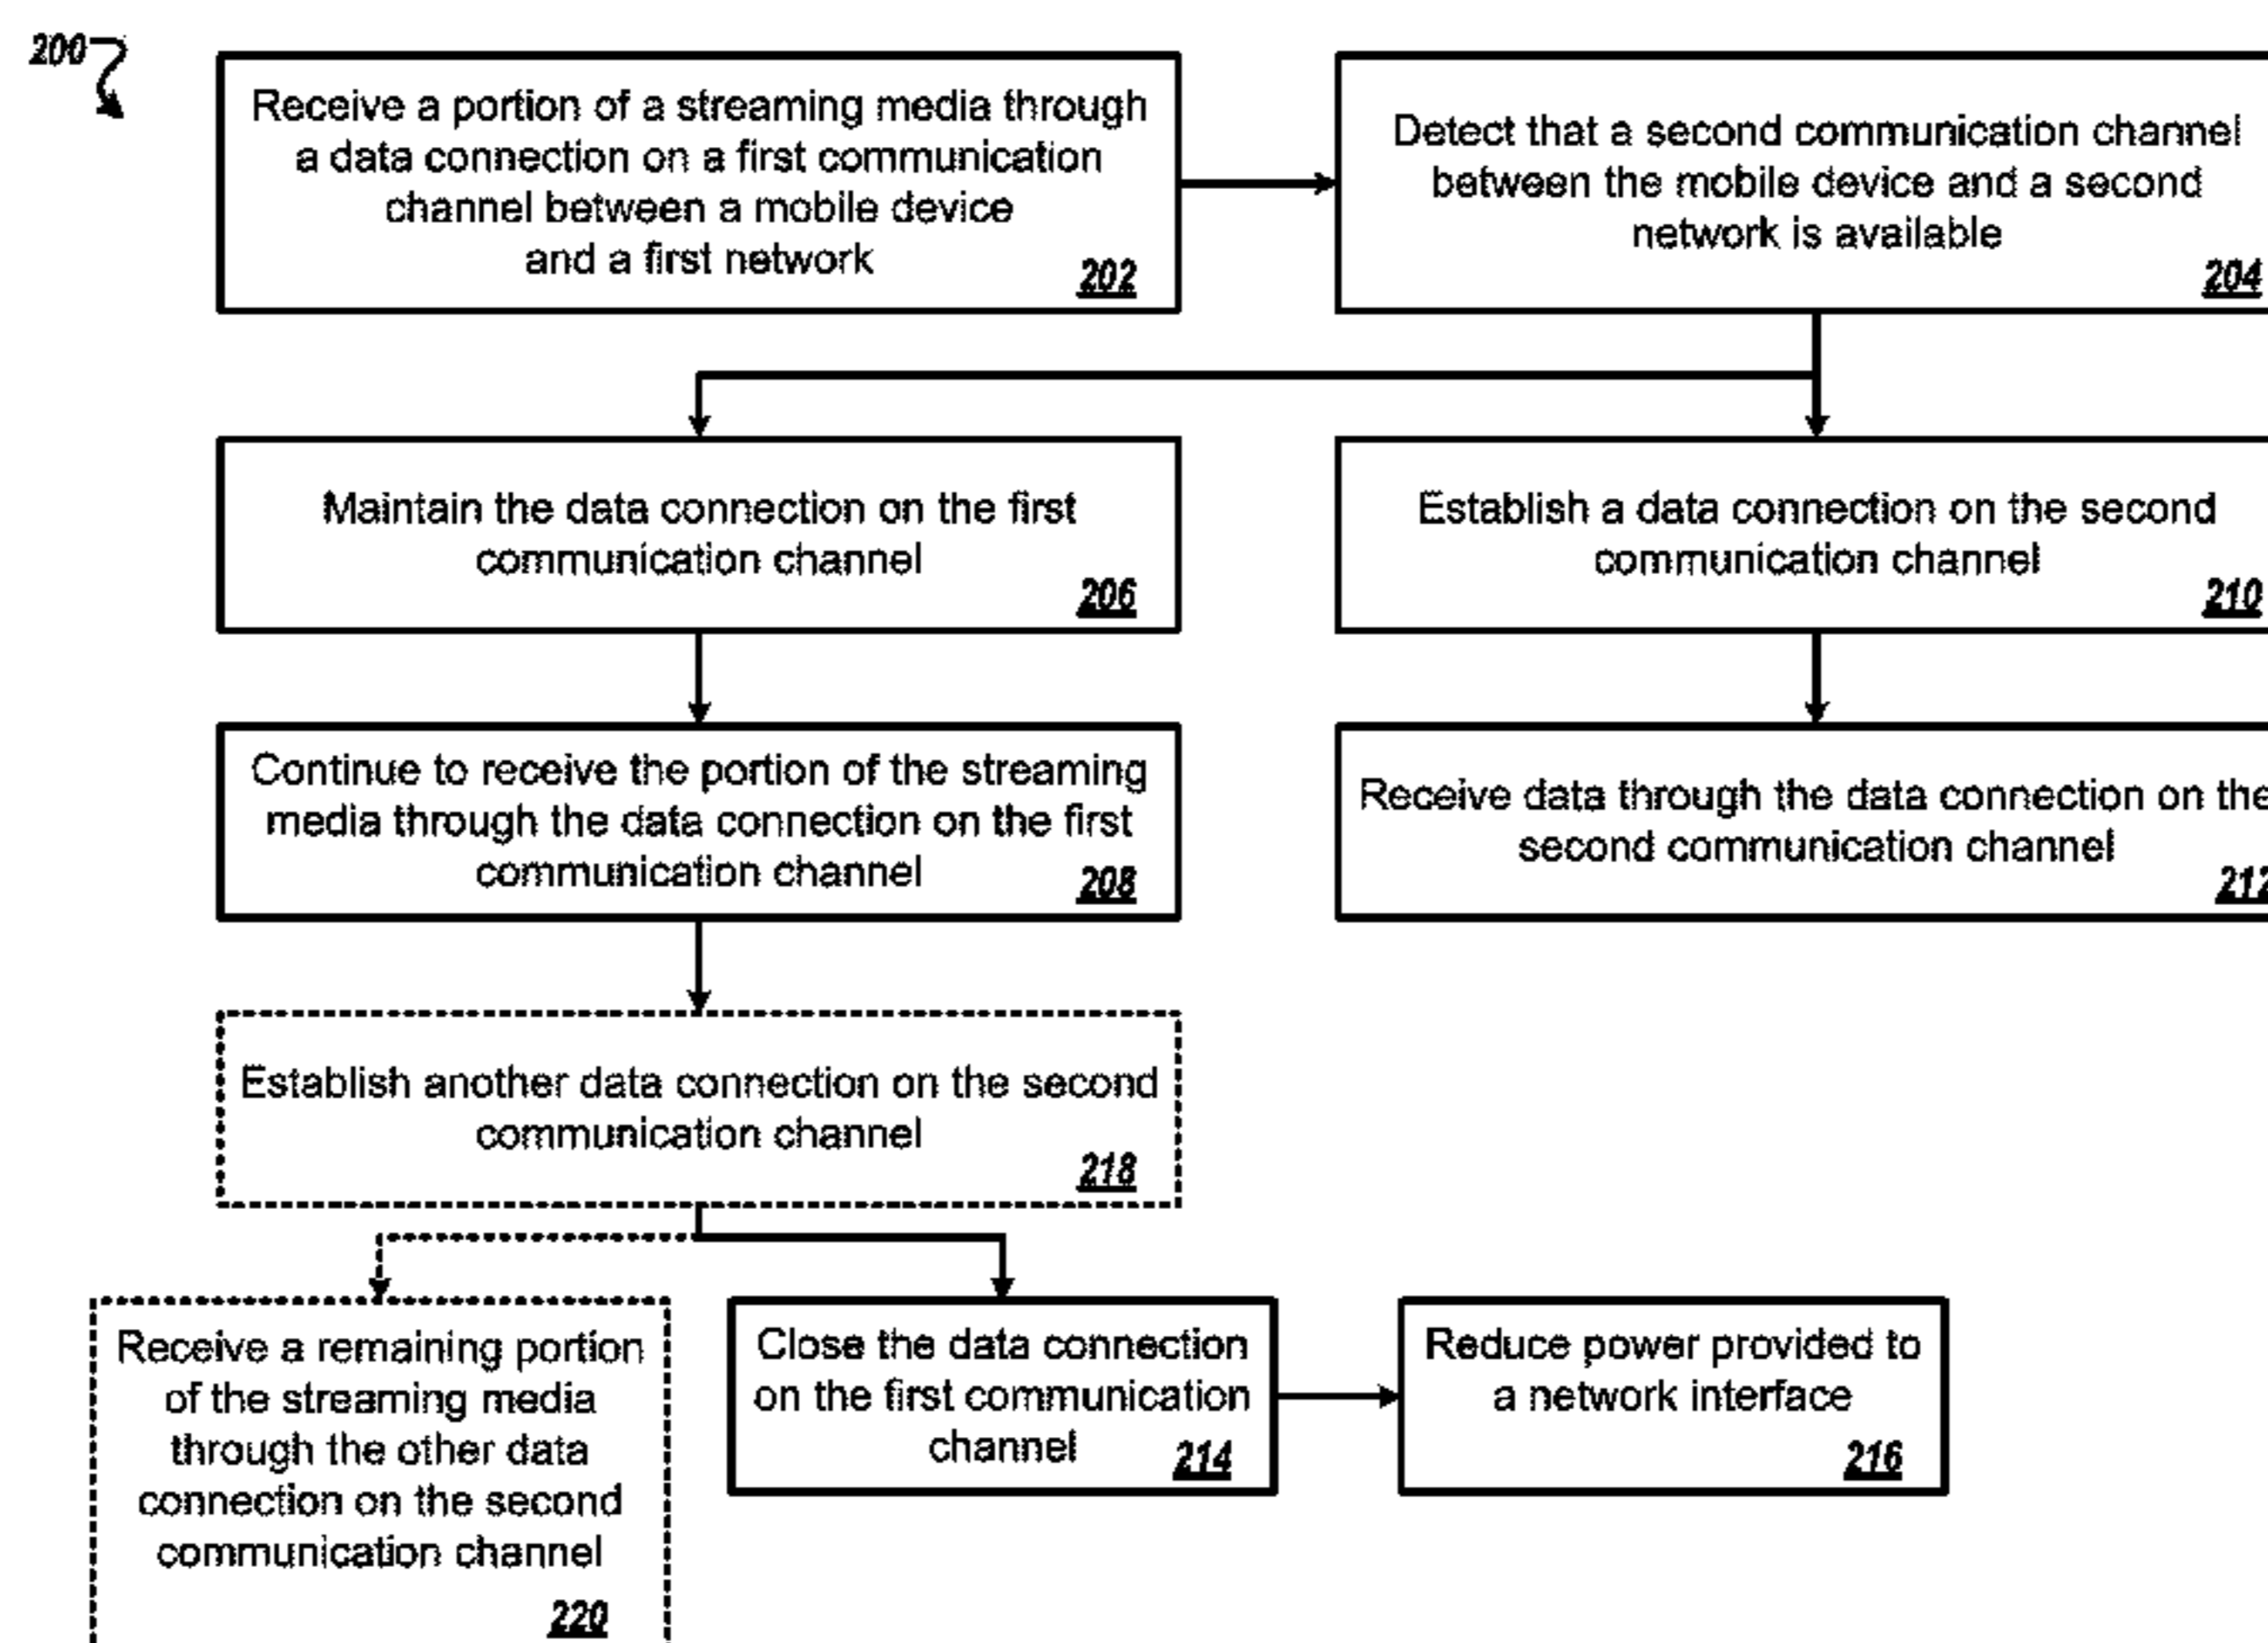 200
Receive a portion of a streaming media through
a data connection on a first communication
channel between a mobile device
and a first network
202
Detect that a second communication channel
between the mobile device and a second
network is available
204
Maintain the data connection on the first
communication channel
206
Establish a data connection on the second
communication channel
210
Continue to receive the portion of the streaming
media through the data connection on the first
communication channel
208
Receive data through the data connection on the
second communication channel
212
Establish another data connection on the second
communication channel
218
Receive a remaining portion
of the streaming media
through the other data
connection on the second
communication channel
220
Close the data connection
on the first communication
channel
214
Reduce power provided to
a network interface
216